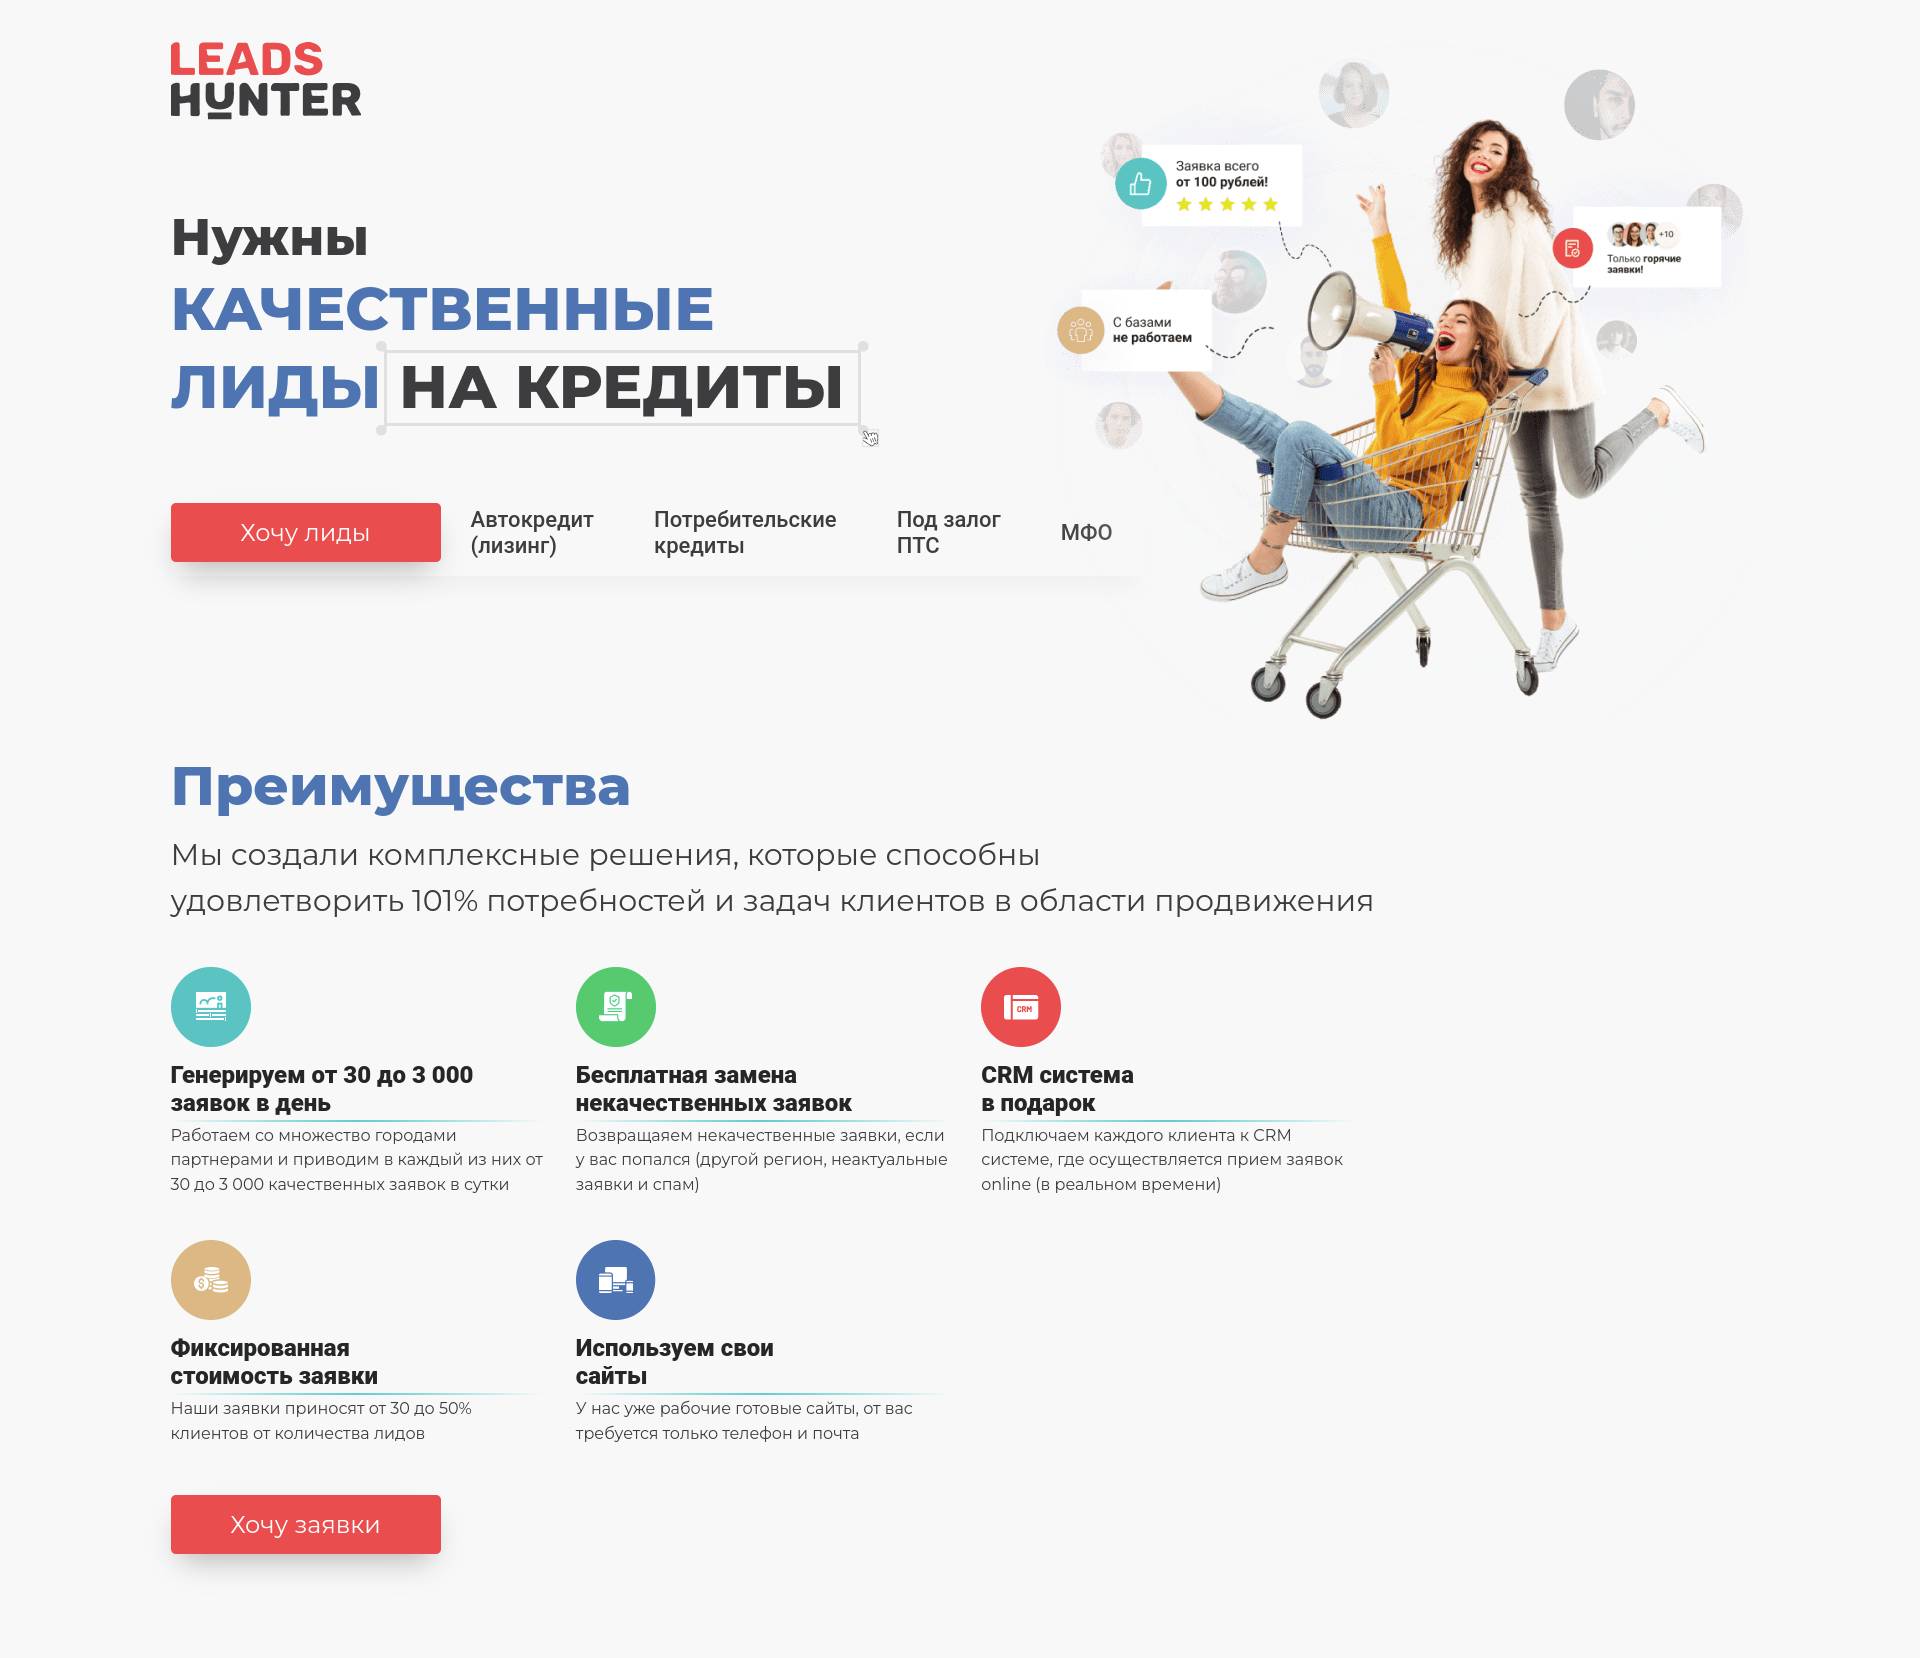 LEADS
HUNTER
Нужны
КАЧЕСТВЕННЫЕ
ЛИДЫ НА КРЕДИТЫ
Хочу лиды
Автокредит
(лизинг)
Потребительские
кредиты
Под залог
ПТС
МФО
Заявка всего
от 100 рублей!
+10
Только горячие
заявки!
С базами
не работаем
Преимущества
Мы создали комплексные решения, которые способны
удовлетворить 101% потребностей и задач клиентов в области продвижения
Генерируем от 30 до 3 000
заявок в день
Работаем со множество городами
партнерами и приводим в каждый из них от
30 до 3 000 качественных заявок в сутки
Бесплатная замена
некачественных заявок
Возвращаяем некачественные заявки, если
у вас попался (другой регион, неактуальные
заявки и спам)
CRM
CRM система
в подарок
Подключаем каждого клиента к CRM
системе, где осуществляется прием заявок
online (в реальном времени)
Фиксированная
стоимость заявки
Наши заявки приносят от 30 до 50%
клиентов от количества лидов
Используем свои
сайты
У нас уже рабочие готовые сайты, от вас
требуется только телефон и почта
Хочу заявки